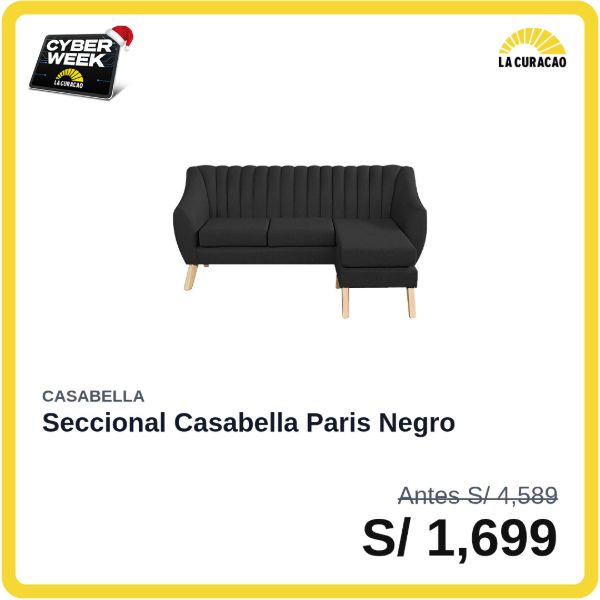 CYBER
WEEK
LA CURACAO
LA CURACAO
CASABELLA
Seccional Casabella Paris Negro
Antes S/ 4,589
S/ 1,699